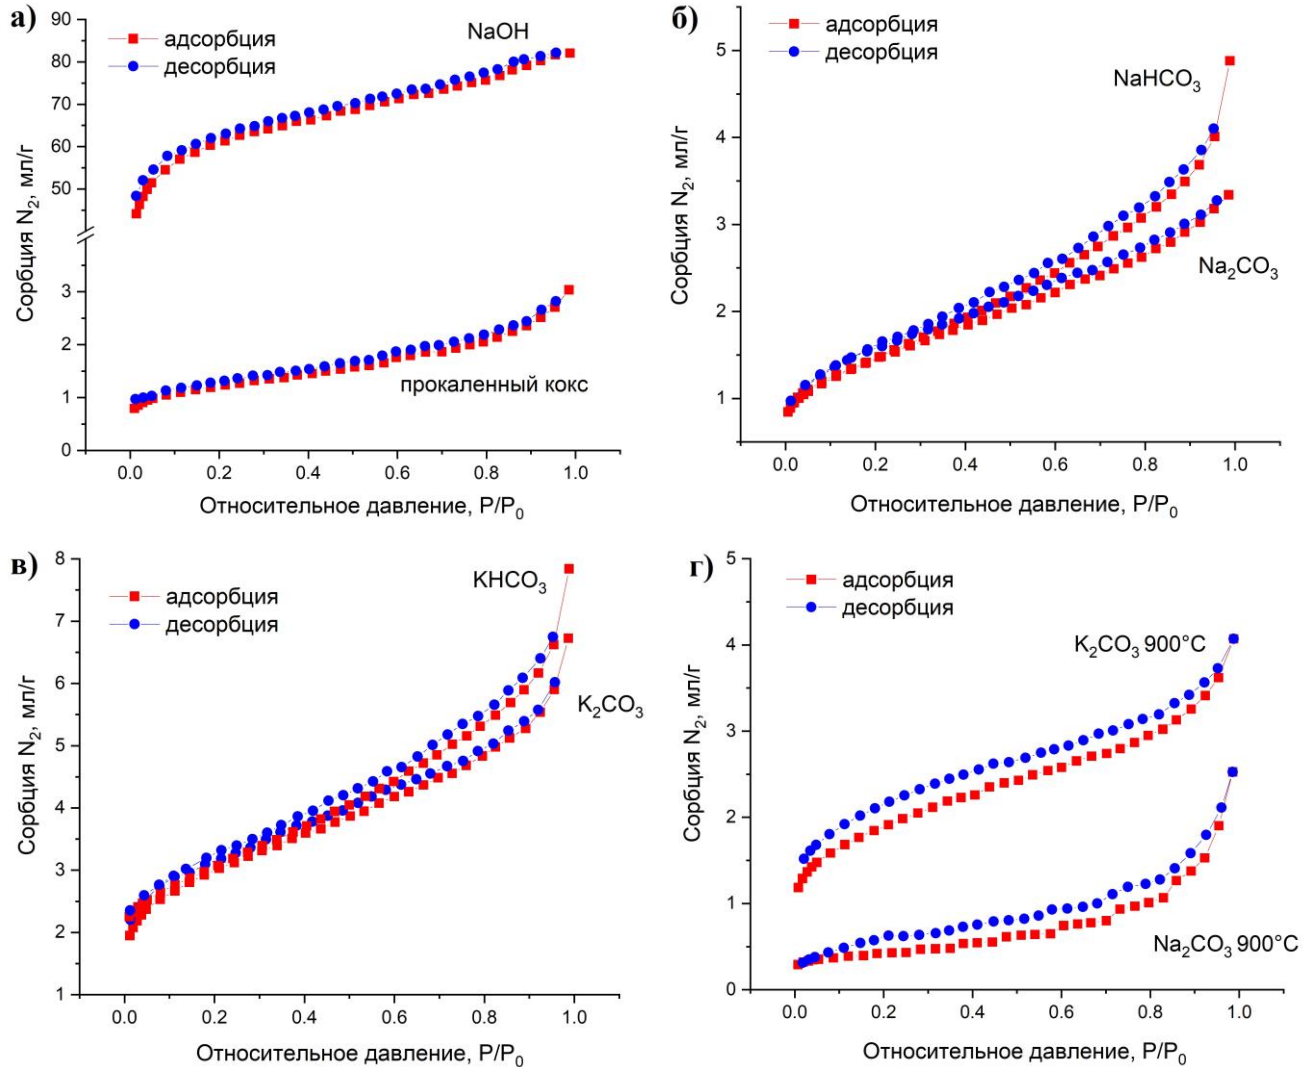 а)
адсорбция
десорбция
NaOH
прокаленный кокс
Сорбция N₂, мл/г
90
80
70
60
50
3
2
1
0
0.0 0.2 0.4 0.6 0.8 1.0
Относительное давление, P/P₀
б)
адсорбция
десорбция
NaHCO₃
Na₂CO₃
Сорбция N₂, мл/г
5
4
3
2
1
0.0 0.2 0.4 0.6 0.8 1.0
Относительное давление, P/P₀
в)
адсорбция
десорбция
KHCO₃
K₂CO₃
Сорбция N₂, мл/г
8
7
6
5
4
3
2
1
0.0 0.2 0.4 0.6 0.8 1.0
Относительное давление, P/P₀
г)
адсорбция
десорбция
K₂CO₃ 900°C
Na₂CO₃ 900°C
Сорбция N₂, мл/г
5
4
3
2
1
0
0.0 0.2 0.4 0.6 0.8 1.0
Относительное давление, P/P₀